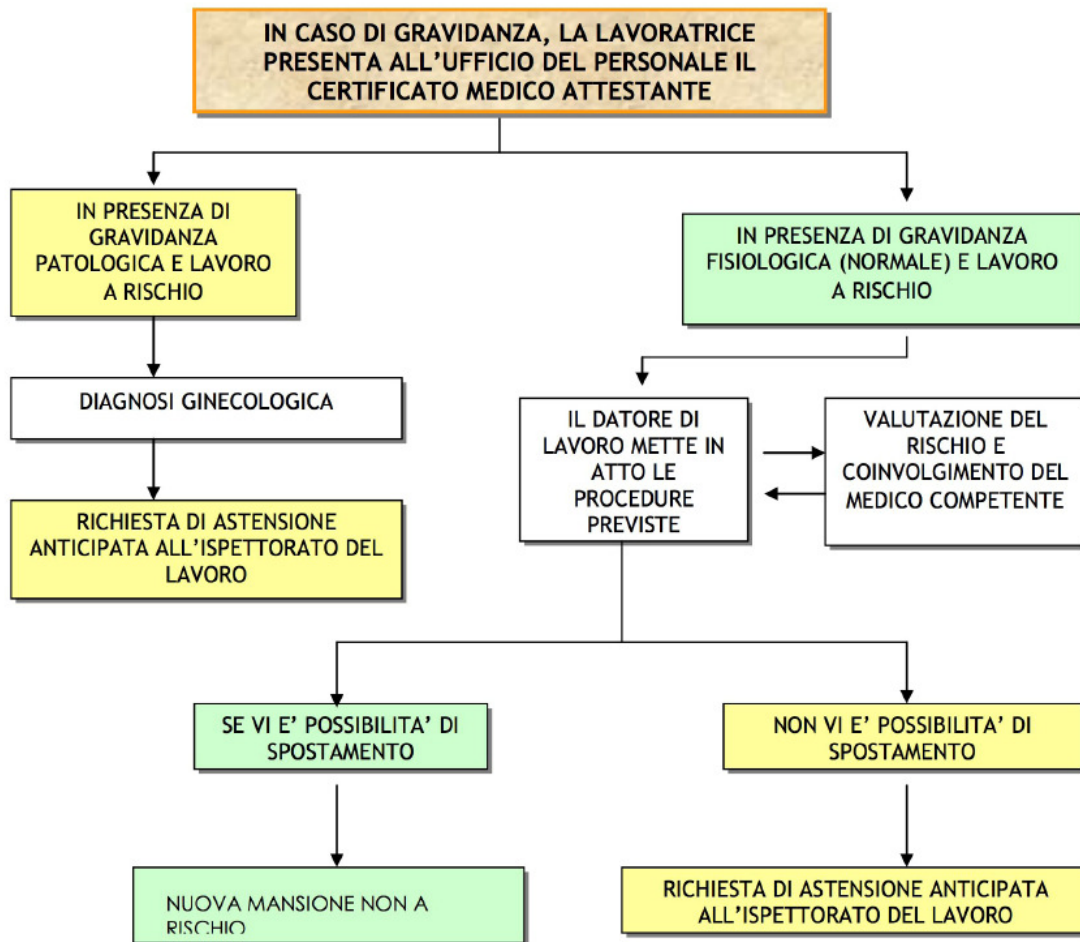 IN CASO DI GRAVIDANZA, LA LAVORATRICE
PRESENTA ALL'UFFICIO DEL PERSONALE IL
CERTIFICATO MEDICO ATTESTANTE
IN PRESENZA DI
GRAVIDANZA
PATOLOGICA E LAVORO
A RISCHIO
IN PRESENZA DI GRAVIDANZA
FISIOLOGICA (NORMALE) E LAVORO
A RISCHIO
DIAGNOSI GINECOLOGICA
IL DATORE DI
LAVORO METTE IN
ATTO LE
PROCEDURE
PREVISTE
VALUTAZIONE DEL
RISCHIO E
COINVOLGIMENTO DEL
MEDICO COMPETENTE
RICHIESTA DI ASTENSIONE
ANTICIPATA ALL'ISPETTORATO DEL
LAVORO
SE VI E' POSSIBILITA' DI
SPOSTAMENTO
NON VI E' POSSIBILITA' DI
SPOSTAMENTO
NUOVA MANSIONE NON A
RISCHIO
RICHIESTA DI ASTENSIONE ANTICIPATA
ALL'ISPETTORATO DEL LAVORO